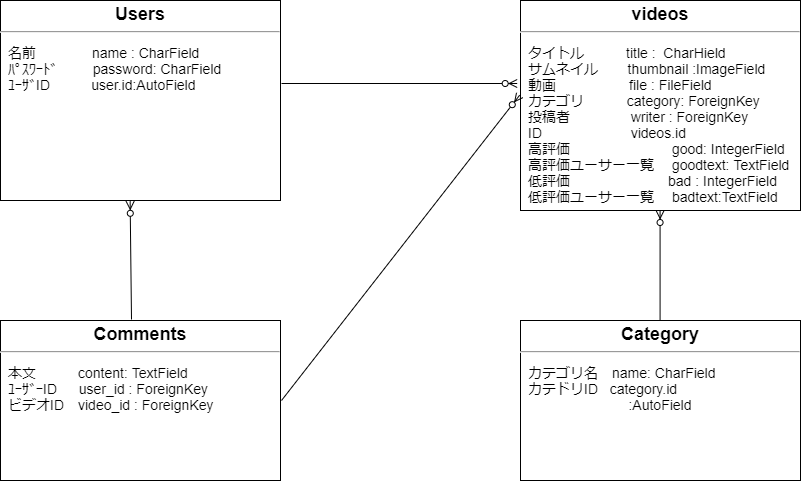 Users
名前 name : CharField
ﾊﾟｽﾜｰﾄﾞ password: CharField
ﾕｰｻﾞID user.id:AutoField
videos
タイトル title : CharHield
サムネイル thumbnail :ImageField
動画 file : FileField
カテゴリ category: ForeignKey
投稿者 writer : ForeignKey
ID videos.id
高評価 good: IntegerField
高評価ユーサー一覧 goodtext: TextField
低評価 bad : IntegerField
低評価ユーサー一覧 badtext:TextField
Comments
本文 content: TextField
ﾕｰｻﾞｰID user_id : ForeignKey
ビデオID video_id : ForeignKey
Category
カテゴリ名 name: CharField
カテドリID category.id
:AutoField